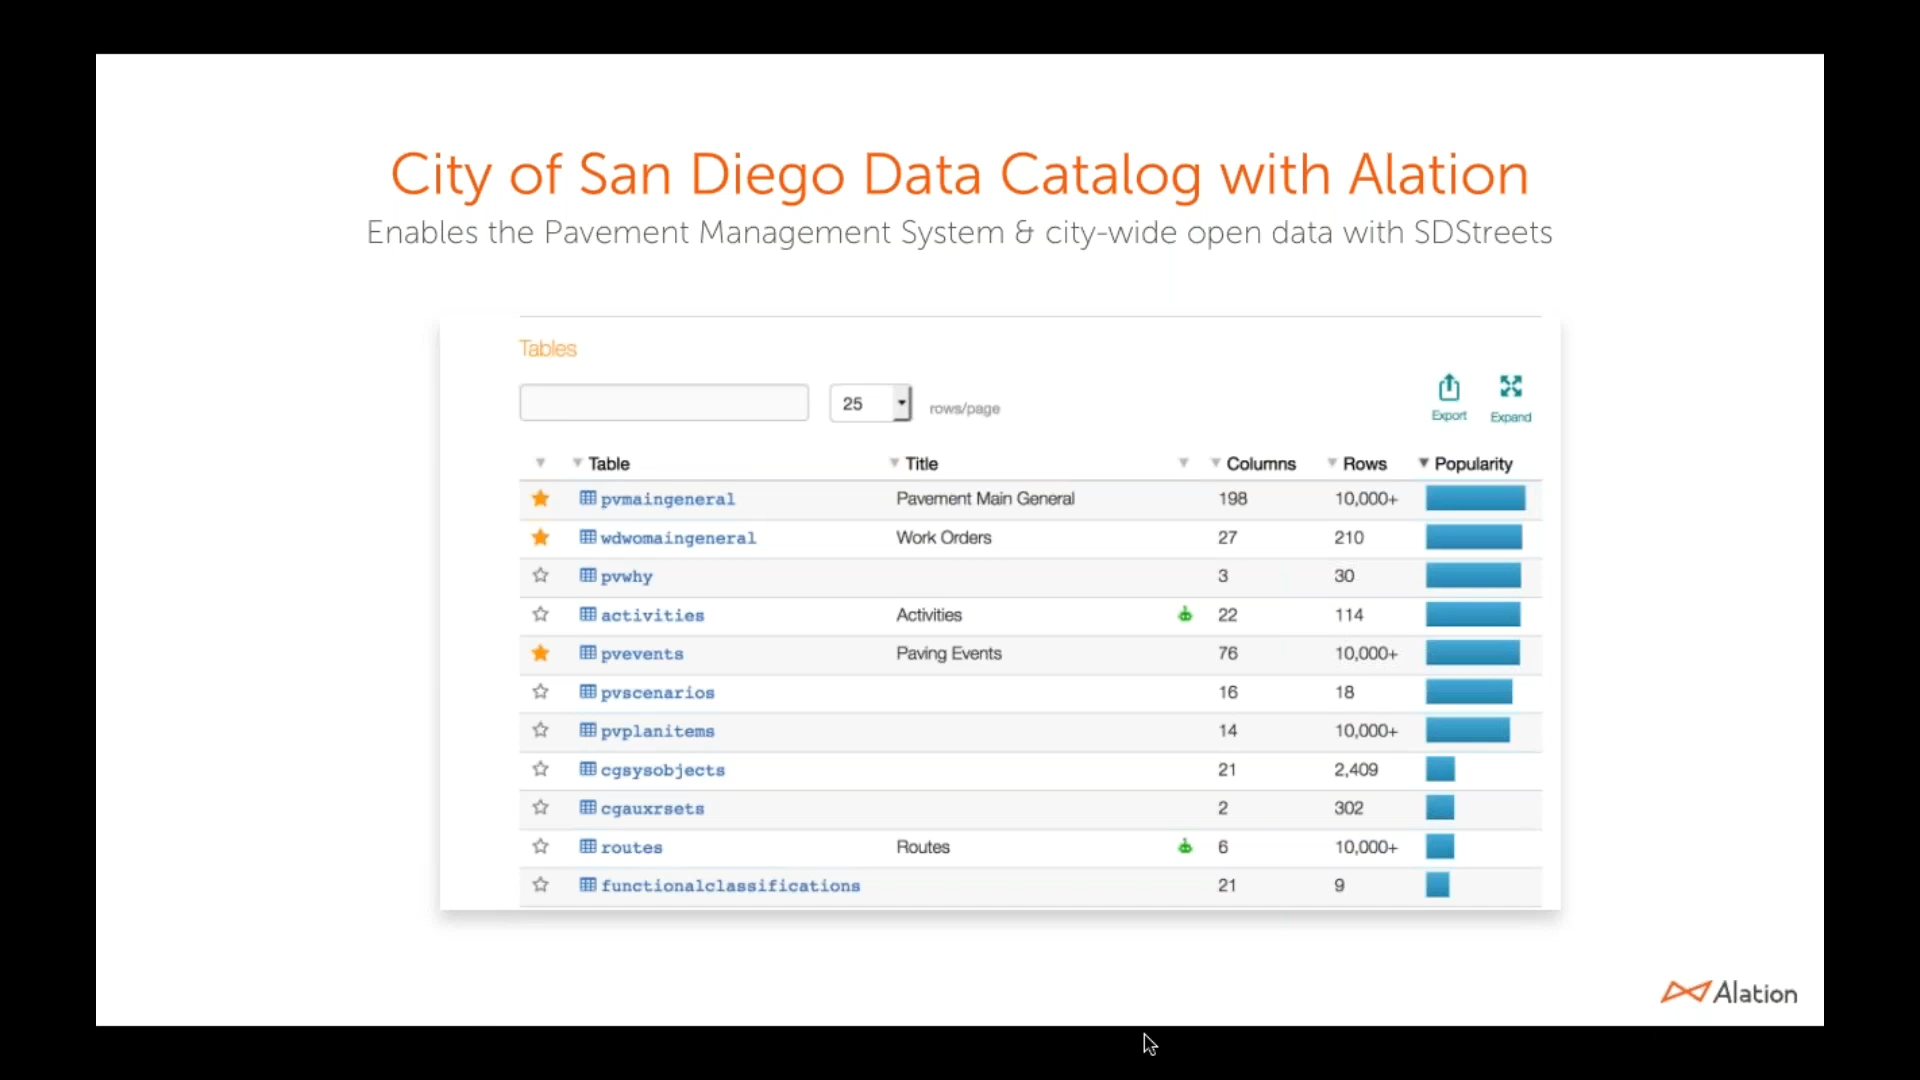 City of San Diego Data Catalog with Alation
Enables the Pavement Management System & city-wide open data with SDStreets
Tables
25 rows/page Export Expand
Table Title Columns Rows Popularity
pvmaingeneral Pavement Main General 198 10,000+
wdwomaingeneral Work Orders 27 210
pvwhy 3 30
activities Activities 22 114
pvevents Paving Events 76 10,000+
pvscenarios 16 18
pvplanitems 14 10,000+
cgsysobjects 21 2,409
cgauxrsets 2 302
routes Routes 6 10,000+
functionalclassifications 21 9
Alation